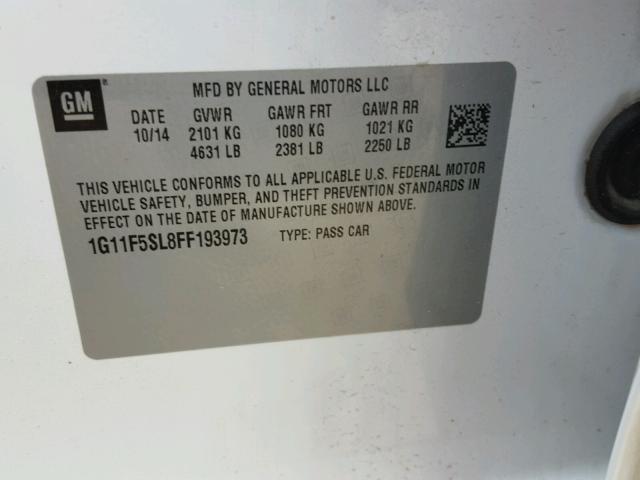 GM
MFD BY GENERAL MOTORS LLC
DATE GVWR GAWR FRT GAWR RR
10/14 2101 KG 1080 KG 1021 KG
4631 LB 2381 LB 2250 LB
THIS VEHICLE CONFORMS TO ALL APPLICABLE U.S. FEDERAL MOTOR
VEHICLE SAFETY, BUMPER, AND THEFT PREVENTION STANDARDS IN
EFFECT ON THE DATE OF MANUFACTURE SHOWN ABOVE.
1G11F5SL8FF193973 TYPE: PASS CAR